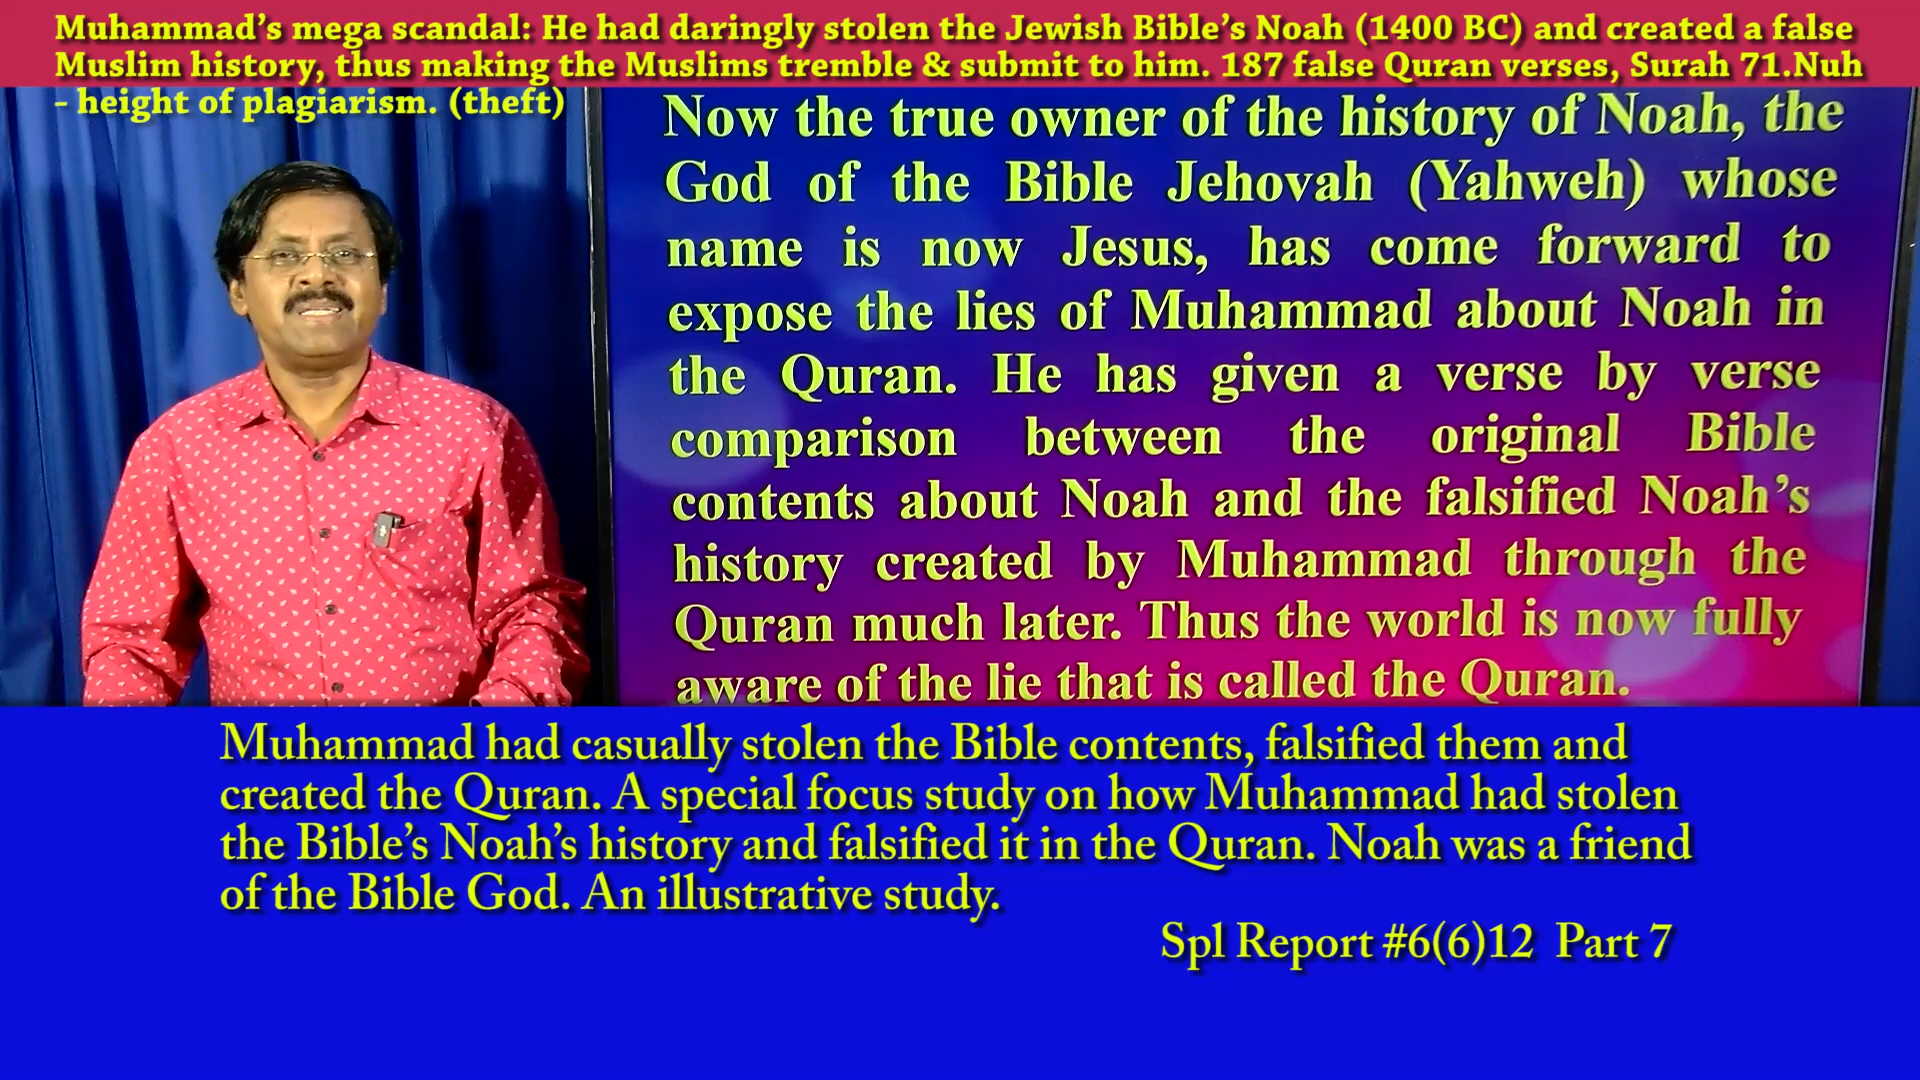 Muhammad’s mega scandal: He had daringly stolen the Jewish Bible’s Noah (1400 BC) and created a false
Muslim history, thus making the Muslims tremble & submit to him. 187 false Quran verses, Surah 71.Nuh
- height of plagiarism. (theft)
Now the true owner of the history of Noah, the
God of the Bible Jehovah (Yahweh) whose
name is now Jesus, has come forward to
expose the lies of Muhammad about Noah in
the Quran. He has given a verse by verse
comparison between the original Bible
contents about Noah and the falsified Noah’s
history created by Muhammad through the
Quran much later. Thus the world is now fully
aware of the lie that is called the Quran.
Muhammad had casually stolen the Bible contents, falsified them and
created the Quran. A special focus study on how Muhammad had stolen
the Bible’s Noah’s history and falsified it in the Quran. Noah was a friend
of the Bible God. An illustrative study.
Spl Report #6(6)12 Part 7